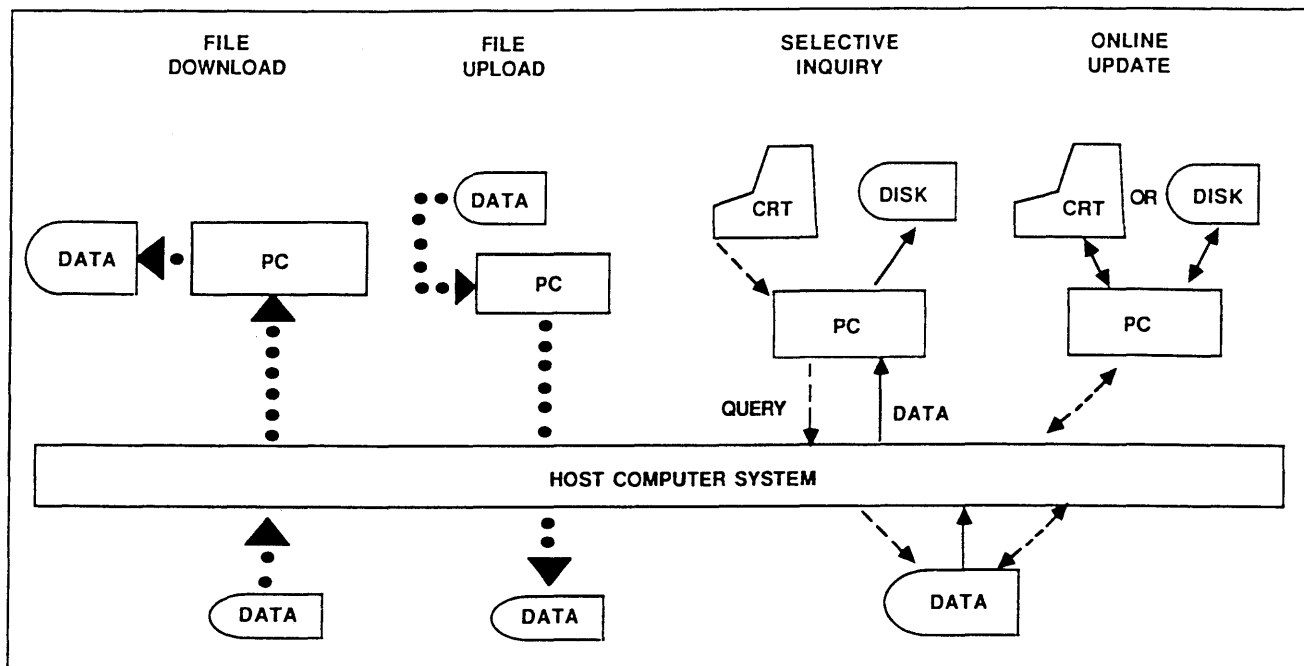 FILE
DOWNLOAD
FILE
UPLOAD
SELECTIVE
INQUIRY
ONLINE
UPDATE
DATA
PC
DATA
PC
CRT
DISK
PC
QUERY
DATA
CRT
OR
DISK
PC
HOST COMPUTER SYSTEM
DATA
DATA
DATA